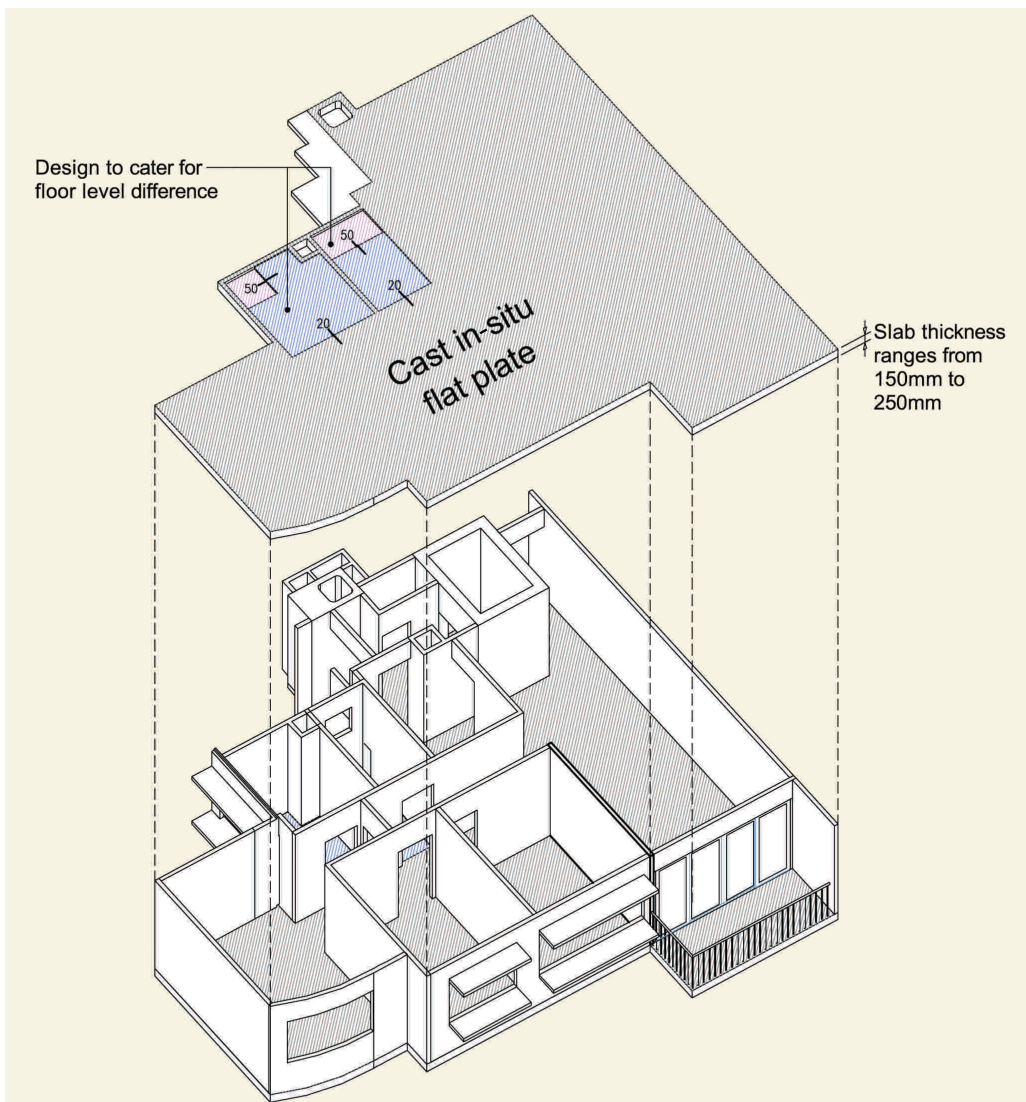 Design to cater for
floor level difference
50
50
20
20
Cast in-situ
flat plate
Slab thickness
ranges from
150mm to
250mm